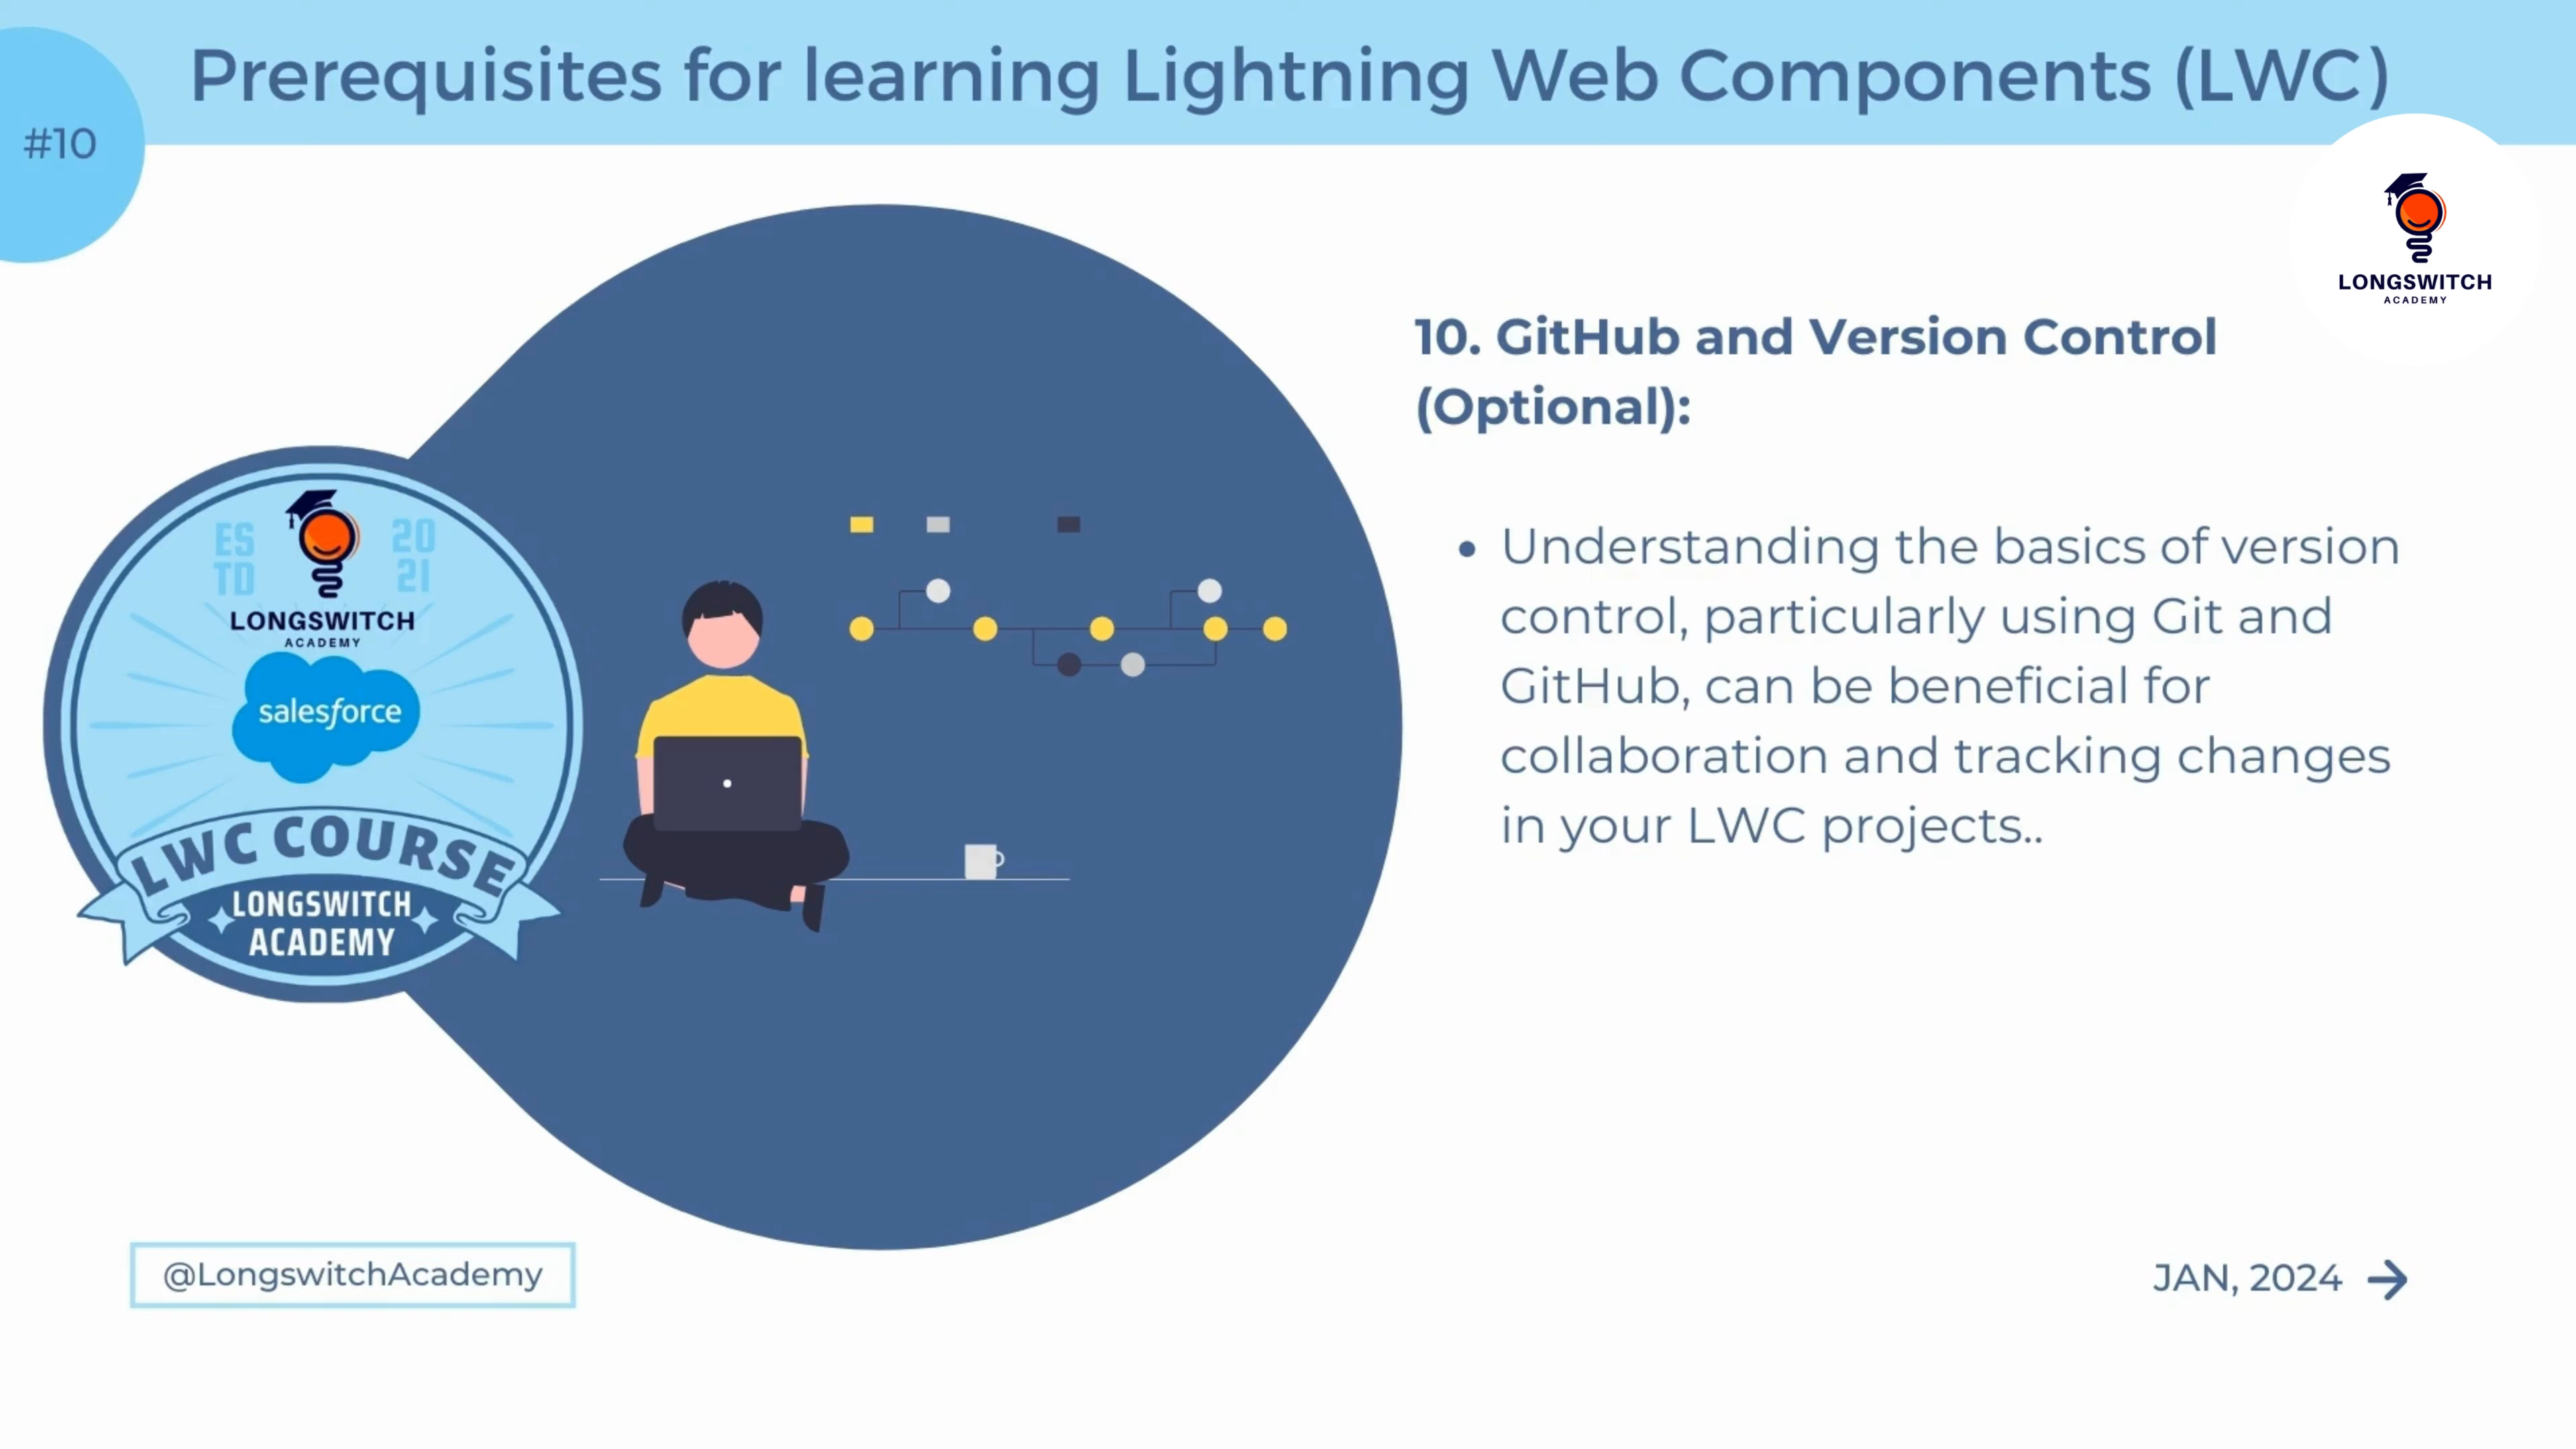 Prerequisites for learning Lightning Web Components (LWC)
#10
LONGSWITCH
ACADEMY
10. GitHub and Version Control
(Optional):
• Understanding the basics of version
control, particularly using Git and
GitHub, can be beneficial for
collaboration and tracking changes
in your LWC projects..
ES
TD
20
21
LONGSWITCH
ACADEMY
salesforce
LWC COURSE
LONGSWITCH
ACADEMY
@LongswitchAcademy
JAN, 2024